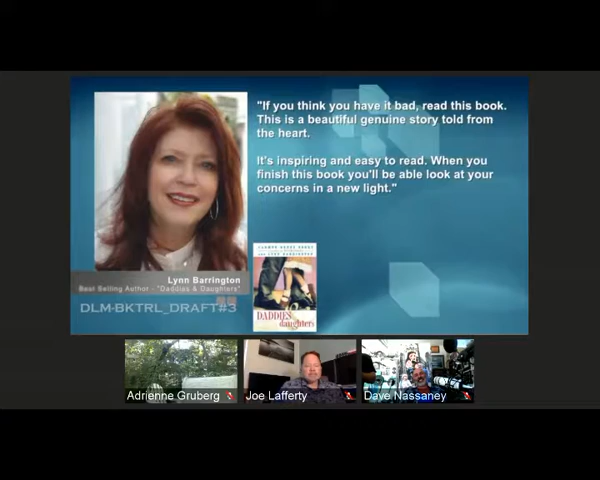 "If you think you have it bad, read this book.
This is a beautiful genuine story told from
the heart.
It's inspiring and easy to read. When you
finish this book you'll be able look at your
concerns in a new light."
Lynn Barrington
Best Selling Author - "Daddies & Daughters"
DLM-BKTRL_DRAFT#3
DADDIES
& daughters
Adrienne Gruberg
Joe Lafferty
Dave Nassaney